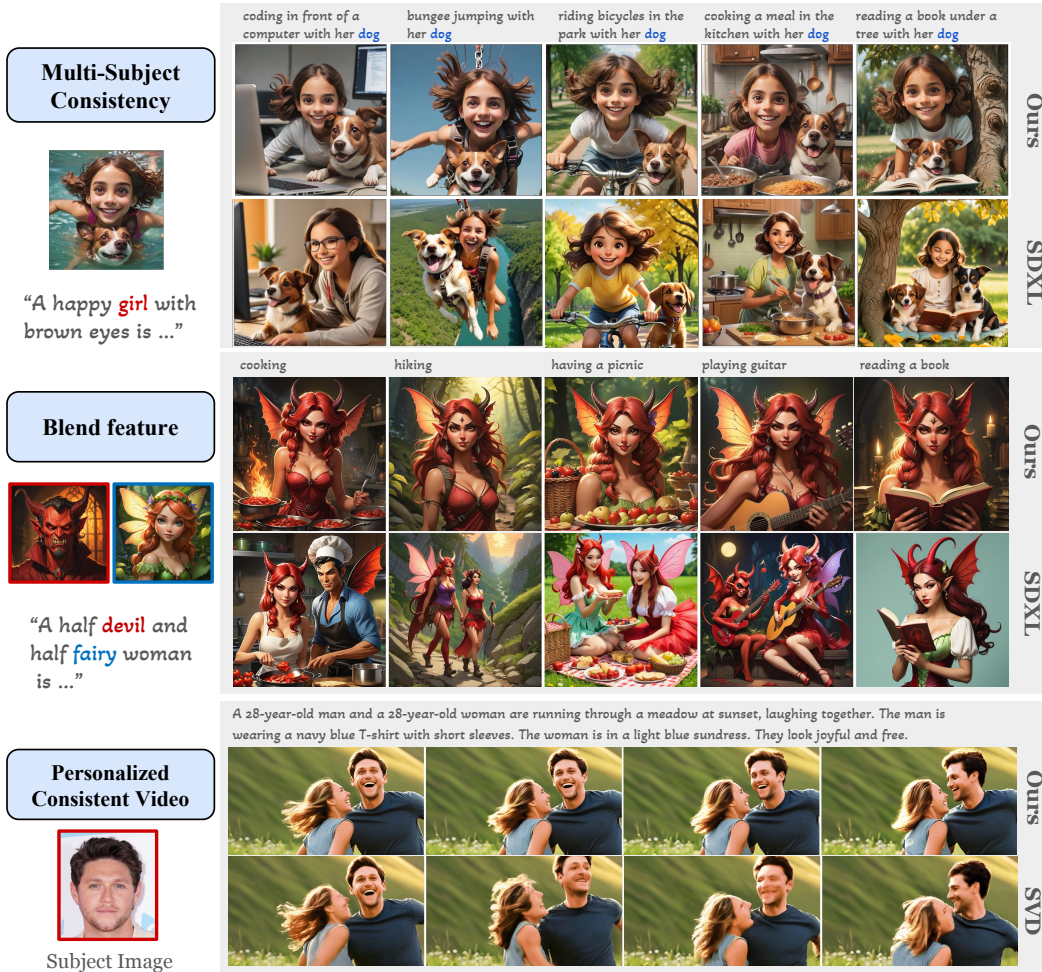 Multi-Subject
Consistency
“A happy girl with
brown eyes is ...”
coding in front of a
computer with her dog
bungee jumping with
her dog
riding bicycles in the
park with her dog
cooking a meal in the
kitchen with her dog
reading a book under a
tree with her dog
Ours
SDXL
Blend feature
“A half devil and
half fairy woman
is ...”
cooking
hiking
having a picnic
playing guitar
reading a book
Ours
SDXL
Personalized
Consistent Video
Subject Image
A 28-year-old man and a 28-year-old woman are running through a meadow at sunset, laughing together. The man is
wearing a navy blue T-shirt with short sleeves. The woman is in a light blue sundress. They look joyful and free.
Ours
SVD